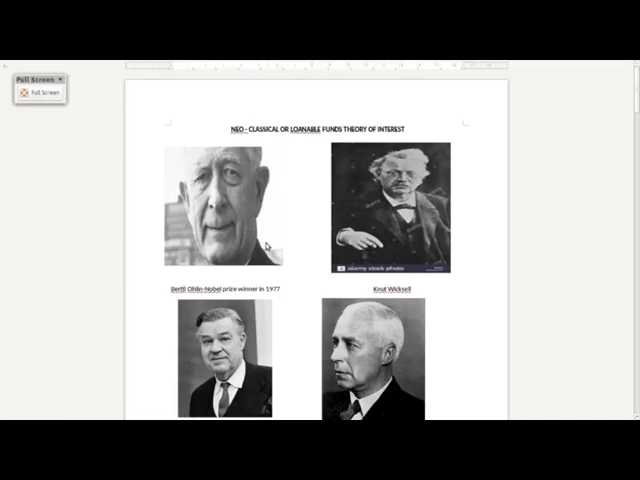 Full Screen
Full Screen
NEO - CLASSICAL OR LOANABLE FUNDS THEORY OF INTEREST
alamy stock photo
Bertil Ohlin-Nobel prize winner in 1977
Knut Wicksell